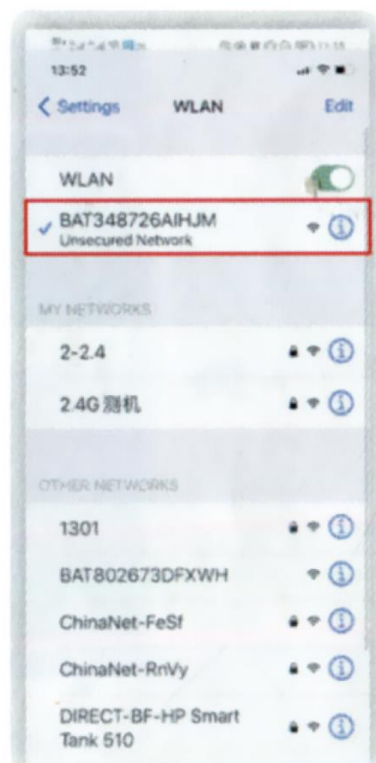 13:52
Settings WLAN Edit
WLAN
BAT348726AIHJM
Unsecured Network
MY NETWORKS
2-2.4
2.4G 测机
OTHER NETWORKS
1301
BAT802673DFXWH
ChinaNet-FeSf
ChinaNet-RnVy
DIRECT-BF-HP Smart
Tank 510